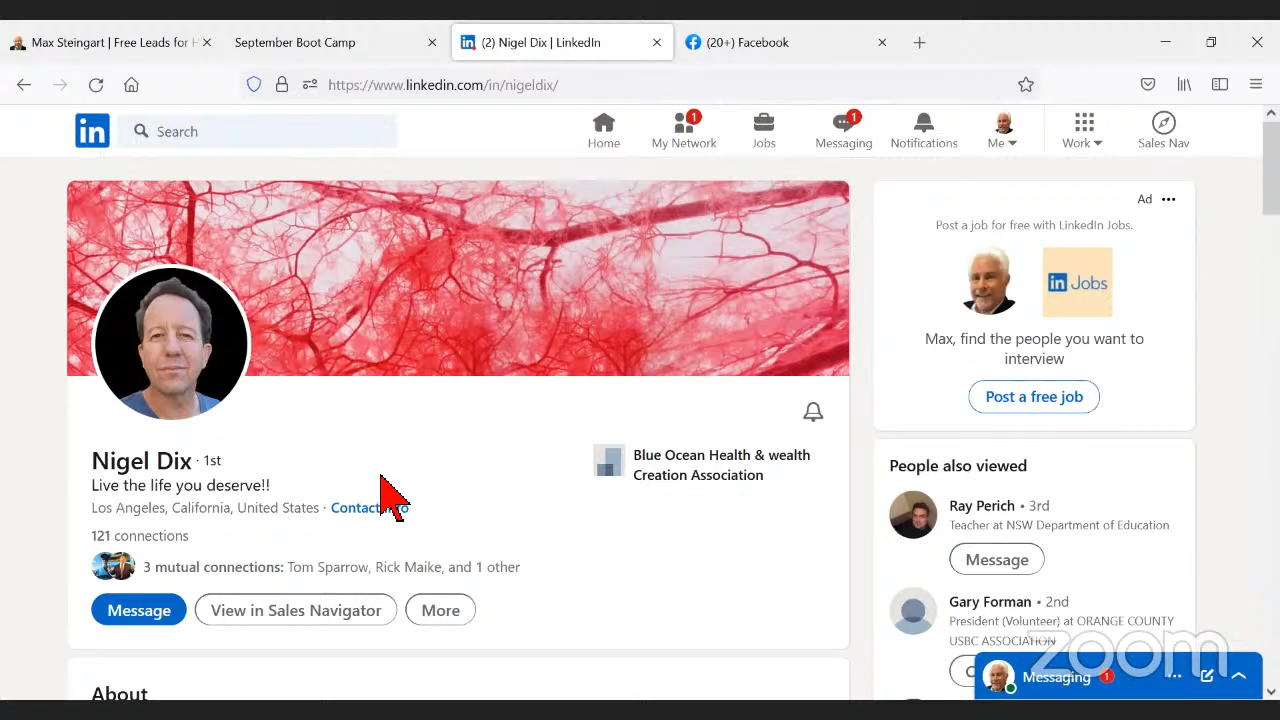 Max Steingart | Free Leads for H
September Boot Camp
(2) Nigel Dix | LinkedIn
(20+) Facebook
https://www.linkedin.com/in/nigeldix/
in
Search
Home
My Network
1
Jobs
Messaging
1
Notifications
Me
Work
Sales Nav
Nigel Dix · 1st
Live the life you deserve!!
Los Angeles, California, United States · Contact info
121 connections
3 mutual connections: Tom Sparrow, Rick Maike, and 1 other
Message
View in Sales Navigator
More
Blue Ocean Health & wealth
Creation Association
About
Ad
Post a job for free with LinkedIn Jobs.
in Jobs
Max, find the people you want to
interview
Post a free job
People also viewed
Ray Perich • 3rd
Teacher at NSW Department of Education
Message
Gary Forman • 2nd
President (Volunteer) at ORANGE COUNTY
USBC ASSOCIATION
zoom
Messaging 1